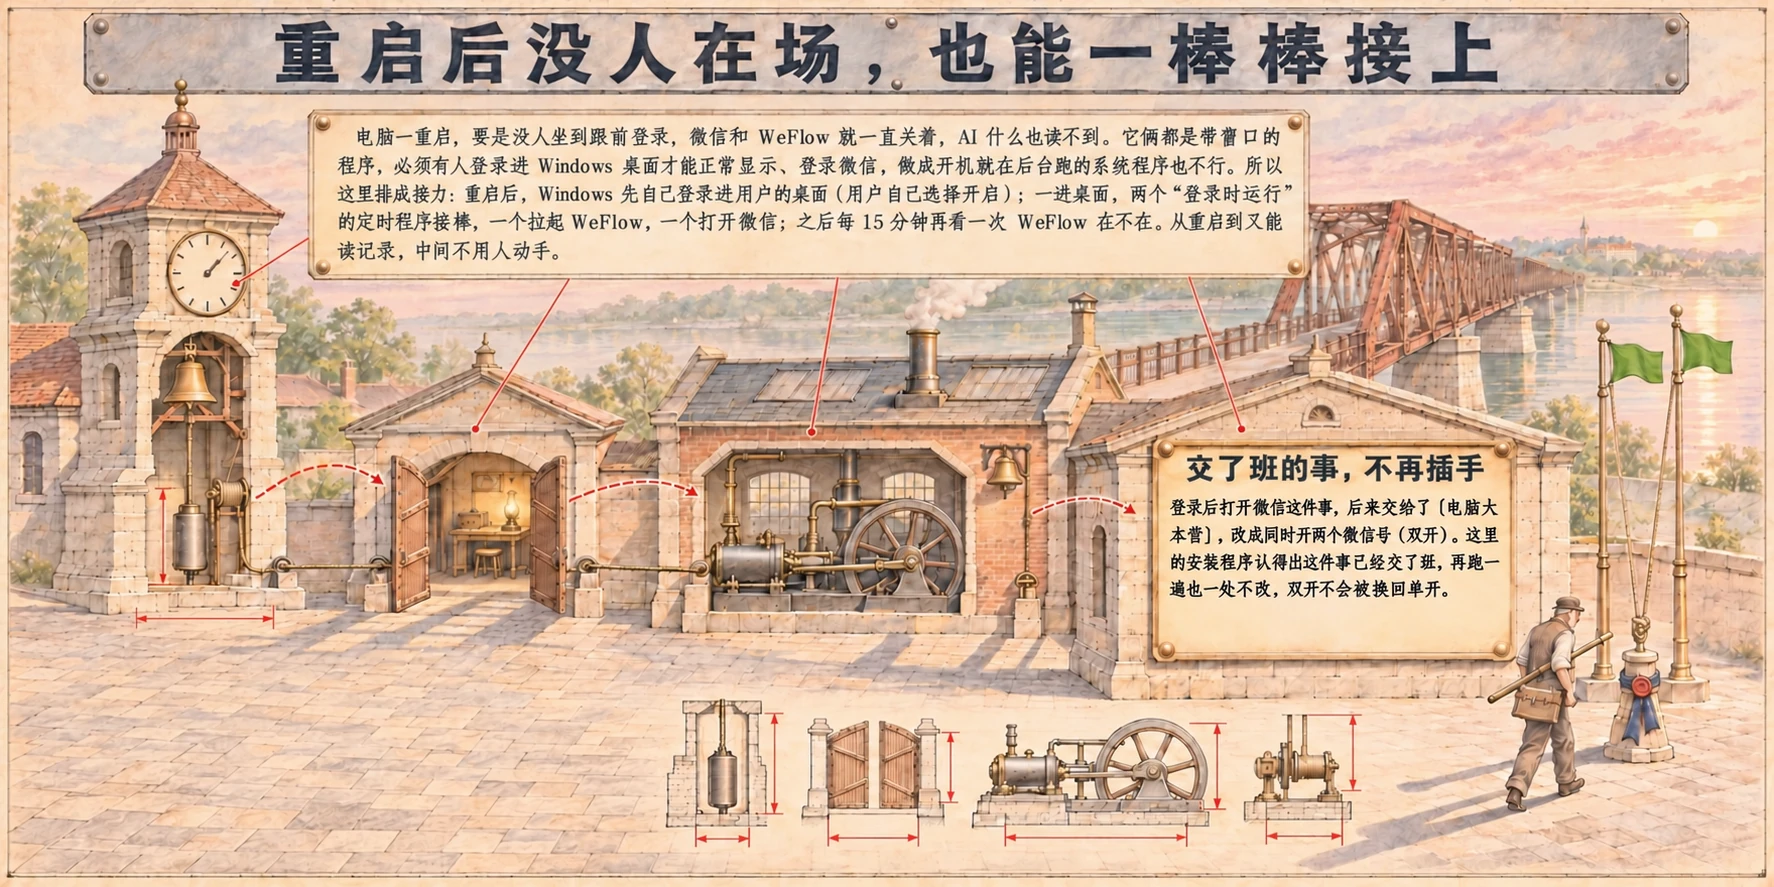 重启后没人在场，也能一棒棒接上
电脑一重启，要是没人坐到跟前登录，微信和 WeFlow 就一直关着，AI 什么也读不到。它俩都是带窗口的
程序，必须有人登录进 Windows 桌面才能正常显示、登录微信，做成开机就在后台跑的系统程序也不行。所以
这里排成接力：重启后，Windows 先自己登录进用户的桌面（用户自己选择开启）；一进桌面，两个“登录时运行”
的定时程序接棒，一个拉起 WeFlow，一个打开微信；之后每 15 分钟再看一次 WeFlow 在不在。从重启到又能
读记录，中间不用人动手。
交了班的事，不再插手
登录后打开微信这件事，后来交给了［电脑大
本营］，改成同时开两个微信号（双开）。这里
的安装程序认得出这件事已经交了班，再跑一
遍也一处不改，双开不会被换回单开。